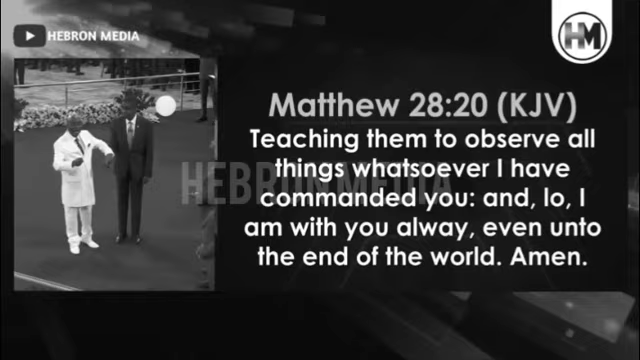 HEBRON MEDIA
HM
Matthew 28:20 (KJV)
Teaching them to observe all
things whatsoever I have
HEBRON MEDIA
commanded you: and, lo, I
am with you alway, even unto
the end of the world. Amen.